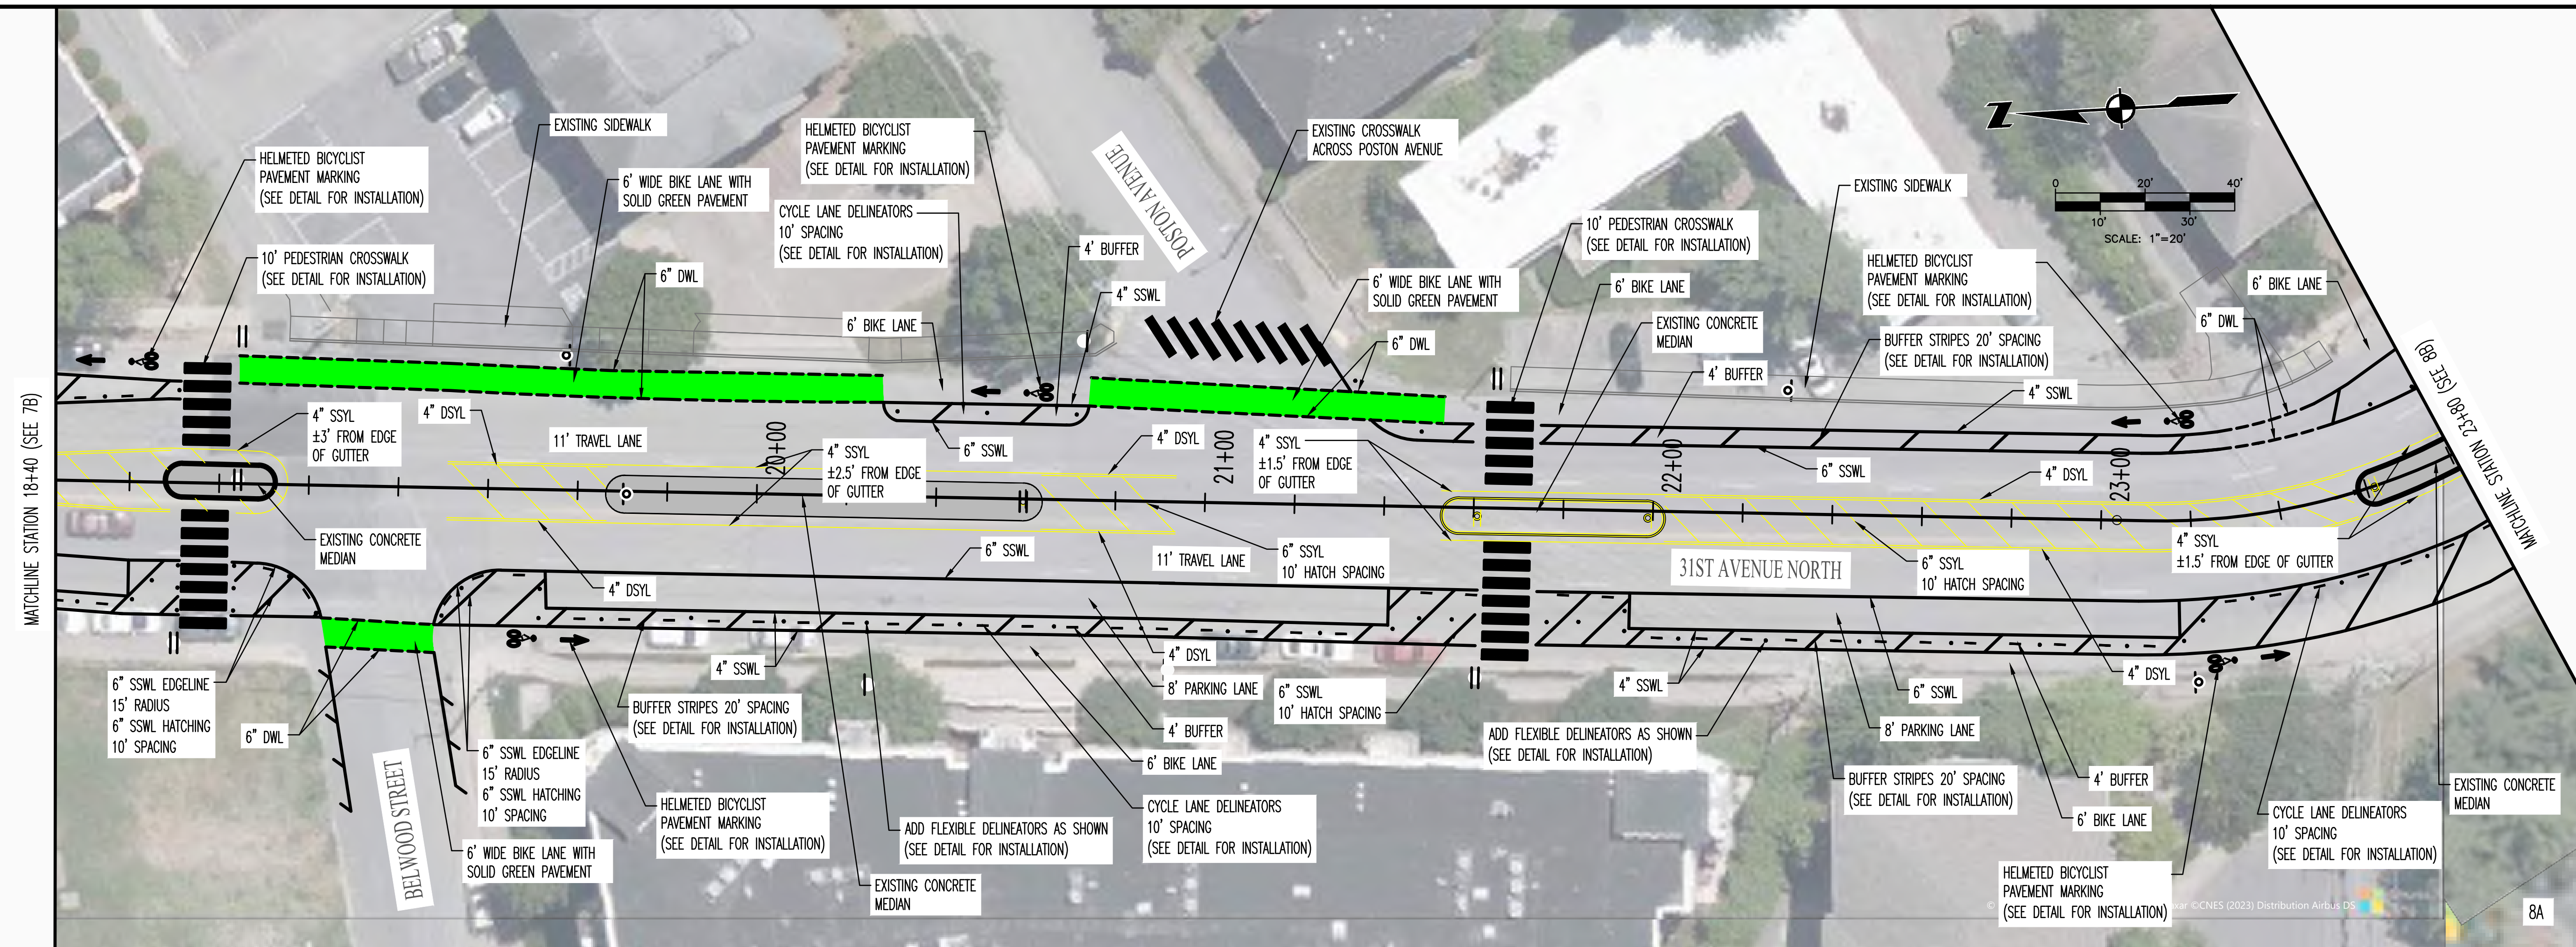 MATCHLINE STATION 18+40 (SEE 7B)
HELMETED BICYCLIST
PAVEMENT MARKING
(SEE DETAIL FOR INSTALLATION)
10' PEDESTRIAN CROSSWALK
(SEE DETAIL FOR INSTALLATION)
EXISTING SIDEWALK
6' WIDE BIKE LANE WITH
SOLID GREEN PAVEMENT
6" DWL
HELMETED BICYCLIST
PAVEMENT MARKING
(SEE DETAIL FOR INSTALLATION)
CYCLE LANE DELINEATORS
10' SPACING
(SEE DETAIL FOR INSTALLATION)
6' BIKE LANE
4' BUFFER
4" SSWL
POSTON AVENUE
EXISTING CROSSWALK
ACROSS POSTON AVENUE
6' WIDE BIKE LANE WITH
SOLID GREEN PAVEMENT
6" DWL
10' PEDESTRIAN CROSSWALK
(SEE DETAIL FOR INSTALLATION)
6' BIKE LANE
EXISTING CONCRETE
MEDIAN
4' BUFFER
EXISTING SIDEWALK
HELMETED BICYCLIST
PAVEMENT MARKING
(SEE DETAIL FOR INSTALLATION)
BUFFER STRIPES 20' SPACING
(SEE DETAIL FOR INSTALLATION)
4" SSWL
Z
0
20'
40'
10'
30'
SCALE: 1"=20'
6" DWL
6' BIKE LANE
MATCHLINE STATION 23+80 (SEE 8B)
4" SSYL
±3' FROM EDGE
OF GUTTER
4" DSYL
11' TRAVEL LANE
20+00
4" SSYL
±2.5' FROM EDGE
OF GUTTER
6" SSWL
4" DSYL
21+00
4" SSYL
±1.5' FROM EDGE
OF GUTTER
22+00
6" SSWL
4" DSYL
23+00
EXISTING CONCRETE
MEDIAN
4" DSYL
6" SSWL
11' TRAVEL LANE
6" SSYL
10' HATCH SPACING
31ST AVENUE NORTH
6" SSYL
10' HATCH SPACING
4" SSYL
±1.5' FROM EDGE OF GUTTER
6" SSWL EDGELINE
15' RADIUS
6" SSWL HATCHING
10' SPACING
6" DWL
BELWOOD STREET
6" SSWL EDGELINE
15' RADIUS
6" SSWL HATCHING
10' SPACING
6' WIDE BIKE LANE WITH
SOLID GREEN PAVEMENT
4" SSWL
BUFFER STRIPES 20' SPACING
(SEE DETAIL FOR INSTALLATION)
HELMETED BICYCLIST
PAVEMENT MARKING
(SEE DETAIL FOR INSTALLATION)
ADD FLEXIBLE DELINEATORS AS SHOWN
(SEE DETAIL FOR INSTALLATION)
EXISTING CONCRETE
MEDIAN
4" DSYL
8' PARKING LANE
4' BUFFER
6' BIKE LANE
CYCLE LANE DELINEATORS
10' SPACING
(SEE DETAIL FOR INSTALLATION)
6" SSWL
10' HATCH SPACING
ADD FLEXIBLE DELINEATORS AS SHOWN
(SEE DETAIL FOR INSTALLATION)
4" SSWL
6" SSWL
8' PARKING LANE
4" DSYL
BUFFER STRIPES 20' SPACING
(SEE DETAIL FOR INSTALLATION)
4' BUFFER
6' BIKE LANE
HELMETED BICYCLIST
PAVEMENT MARKING
(SEE DETAIL FOR INSTALLATION)
CYCLE LANE DELINEATORS
10' SPACING
(SEE DETAIL FOR INSTALLATION)
EXISTING CONCRETE
MEDIAN
©CNES (2023) Distribution Airbus DS
8A